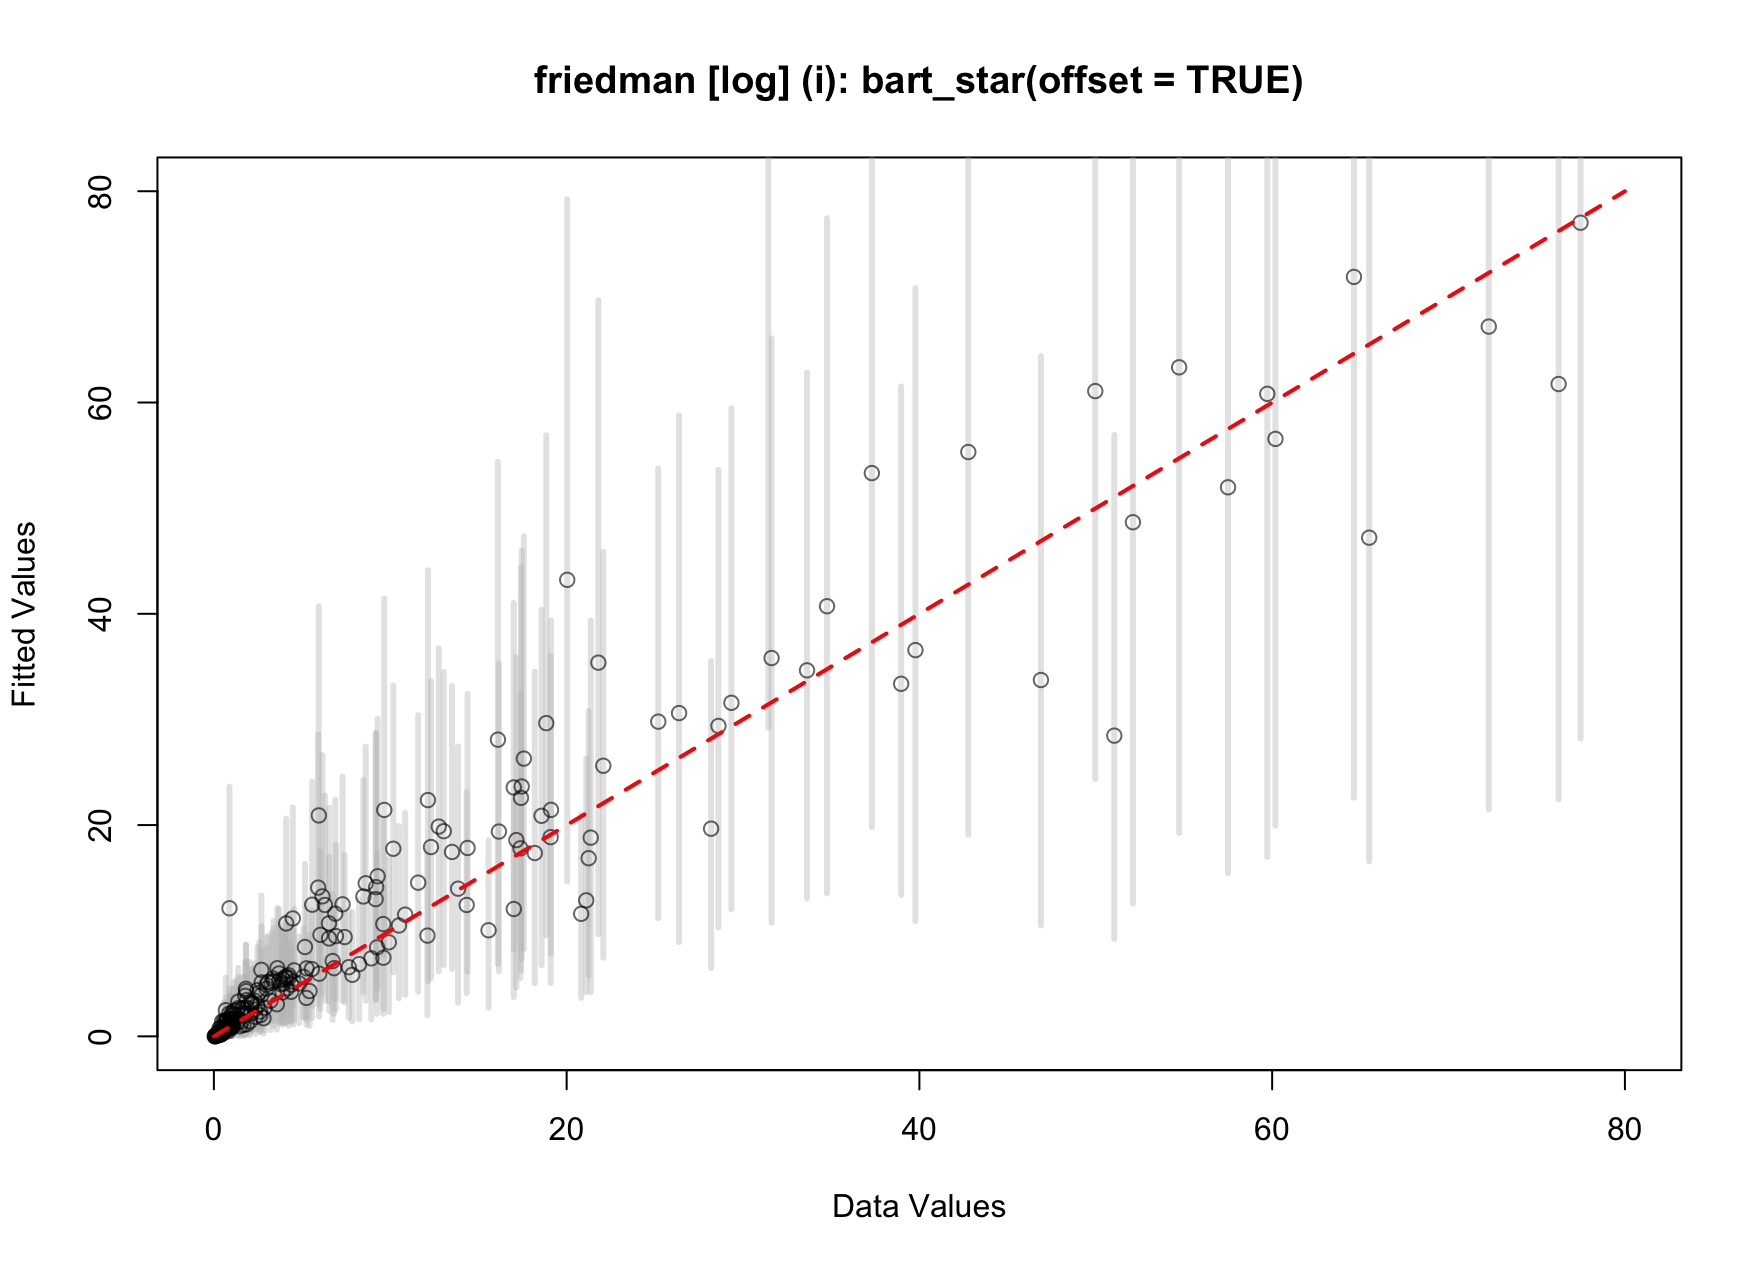 friedman [log] (i): bart_star(offset = TRUE)
Fitted Values
80
60
40
20
0
0 20 40 60 80
Data Values